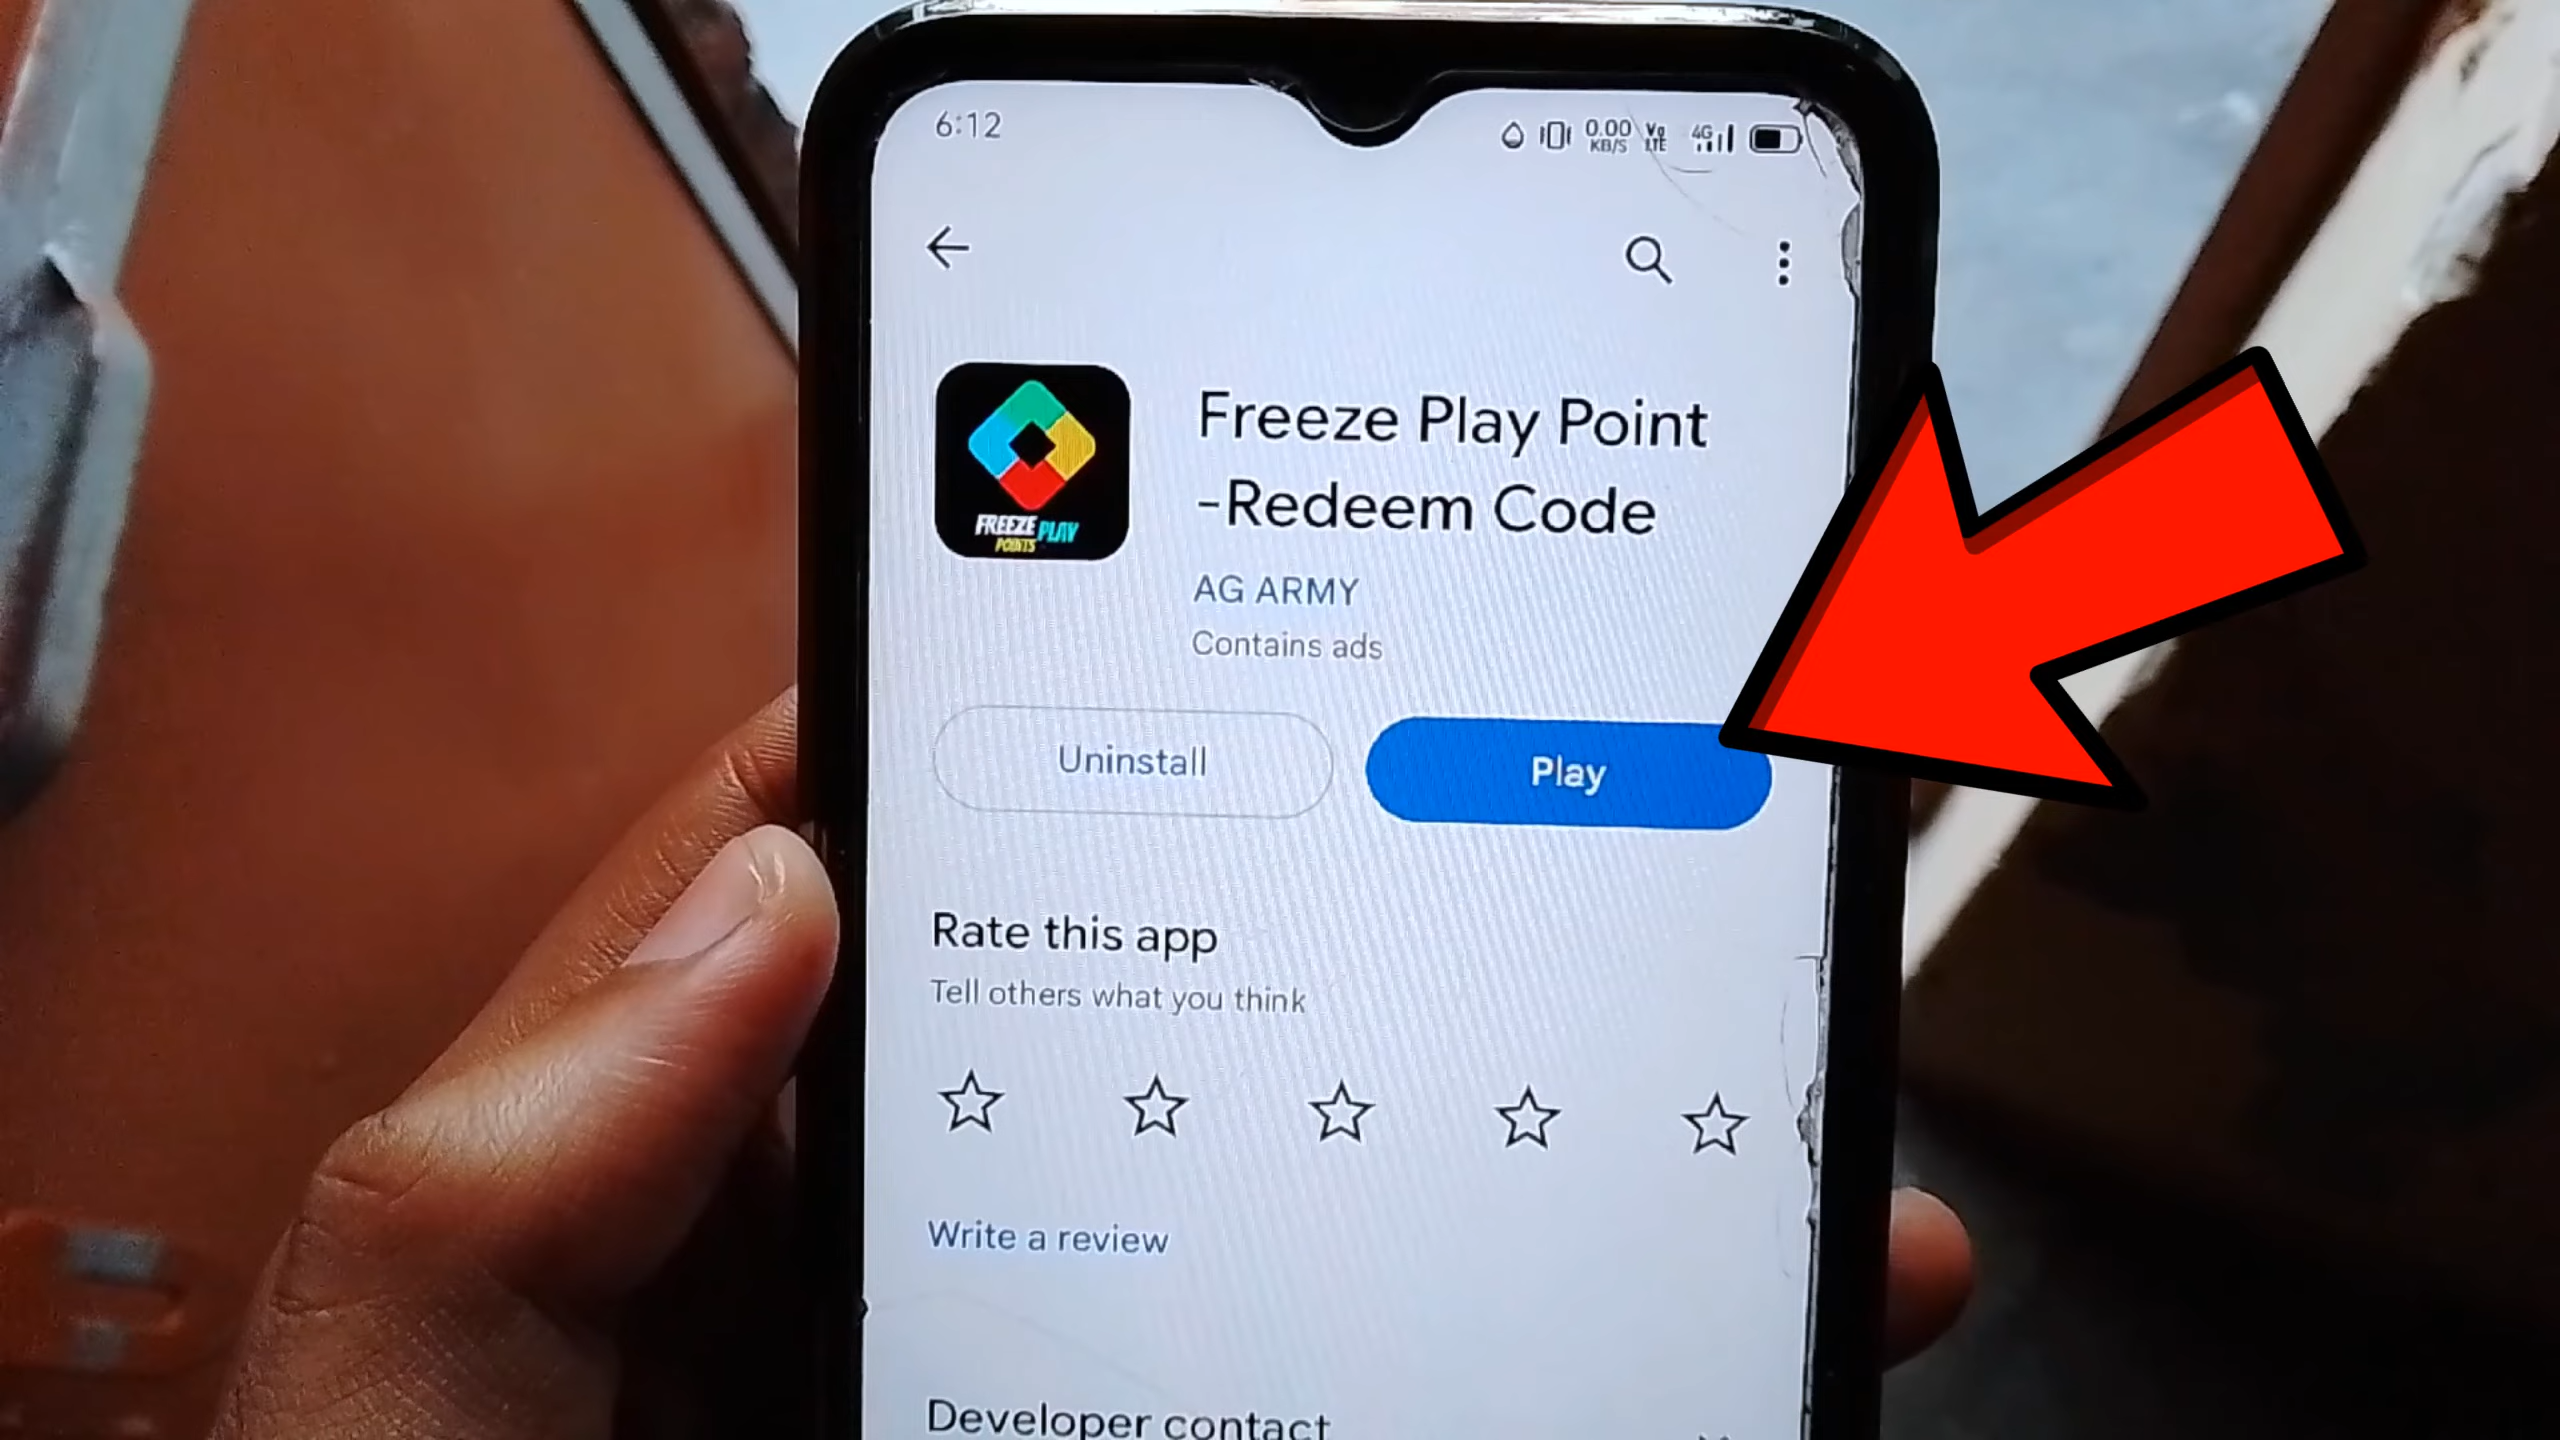 6:12
0.00
KB/S
Vo
LTE
4G
Freeze Play Point
-Redeem Code
FREEZE PLAY
POINTS
AG ARMY
Contains ads
Uninstall
Play
Rate this app
Tell others what you think
Write a review
Developer contact